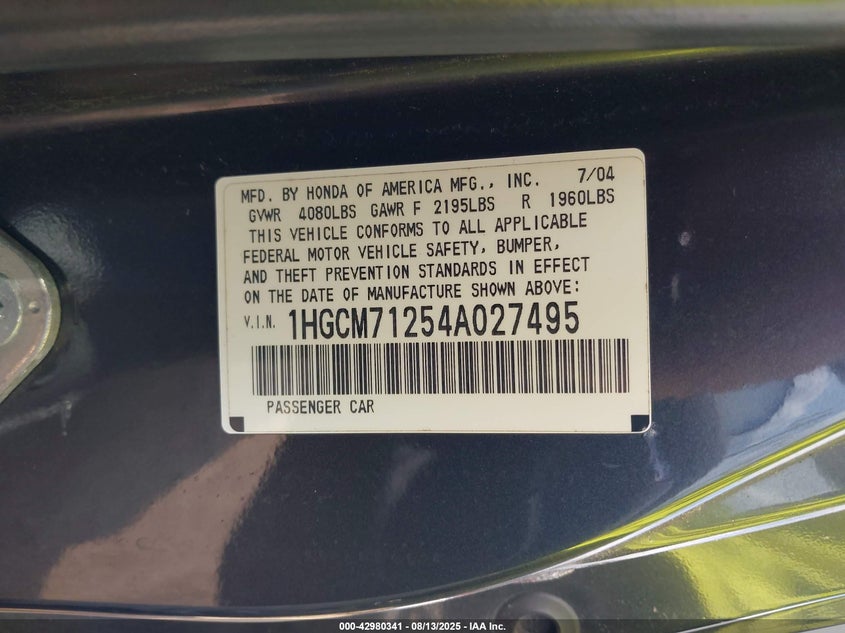 MFD. BY HONDA OF AMERICA MFG., INC. 7/04
GVWR 4080LBS GAWR F 2195LBS R 1960LBS
THIS VEHICLE CONFORMS TO ALL APPLICABLE
FEDERAL MOTOR VEHICLE SAFETY, BUMPER,
AND THEFT PREVENTION STANDARDS IN EFFECT
ON THE DATE OF MANUFACTURE SHOWN ABOVE:
V.I.N. 1HGCM71254A027495
PASSENGER CAR
000-42980341 - 08/13/2025 - IAA Inc.